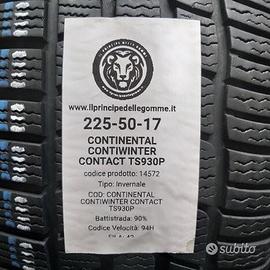 www.ilprincipedellegomme.it
225-50-17
CONTINENTAL
CONTIWINTER
CONTACT TS930P
codice prodotto: 14572
Tipo: Invernale
COD: CONTINENTAL
CONTIWINTER CONTACT
TS930P
Battistrada: 90%
Codice Velocità: 94H
subito